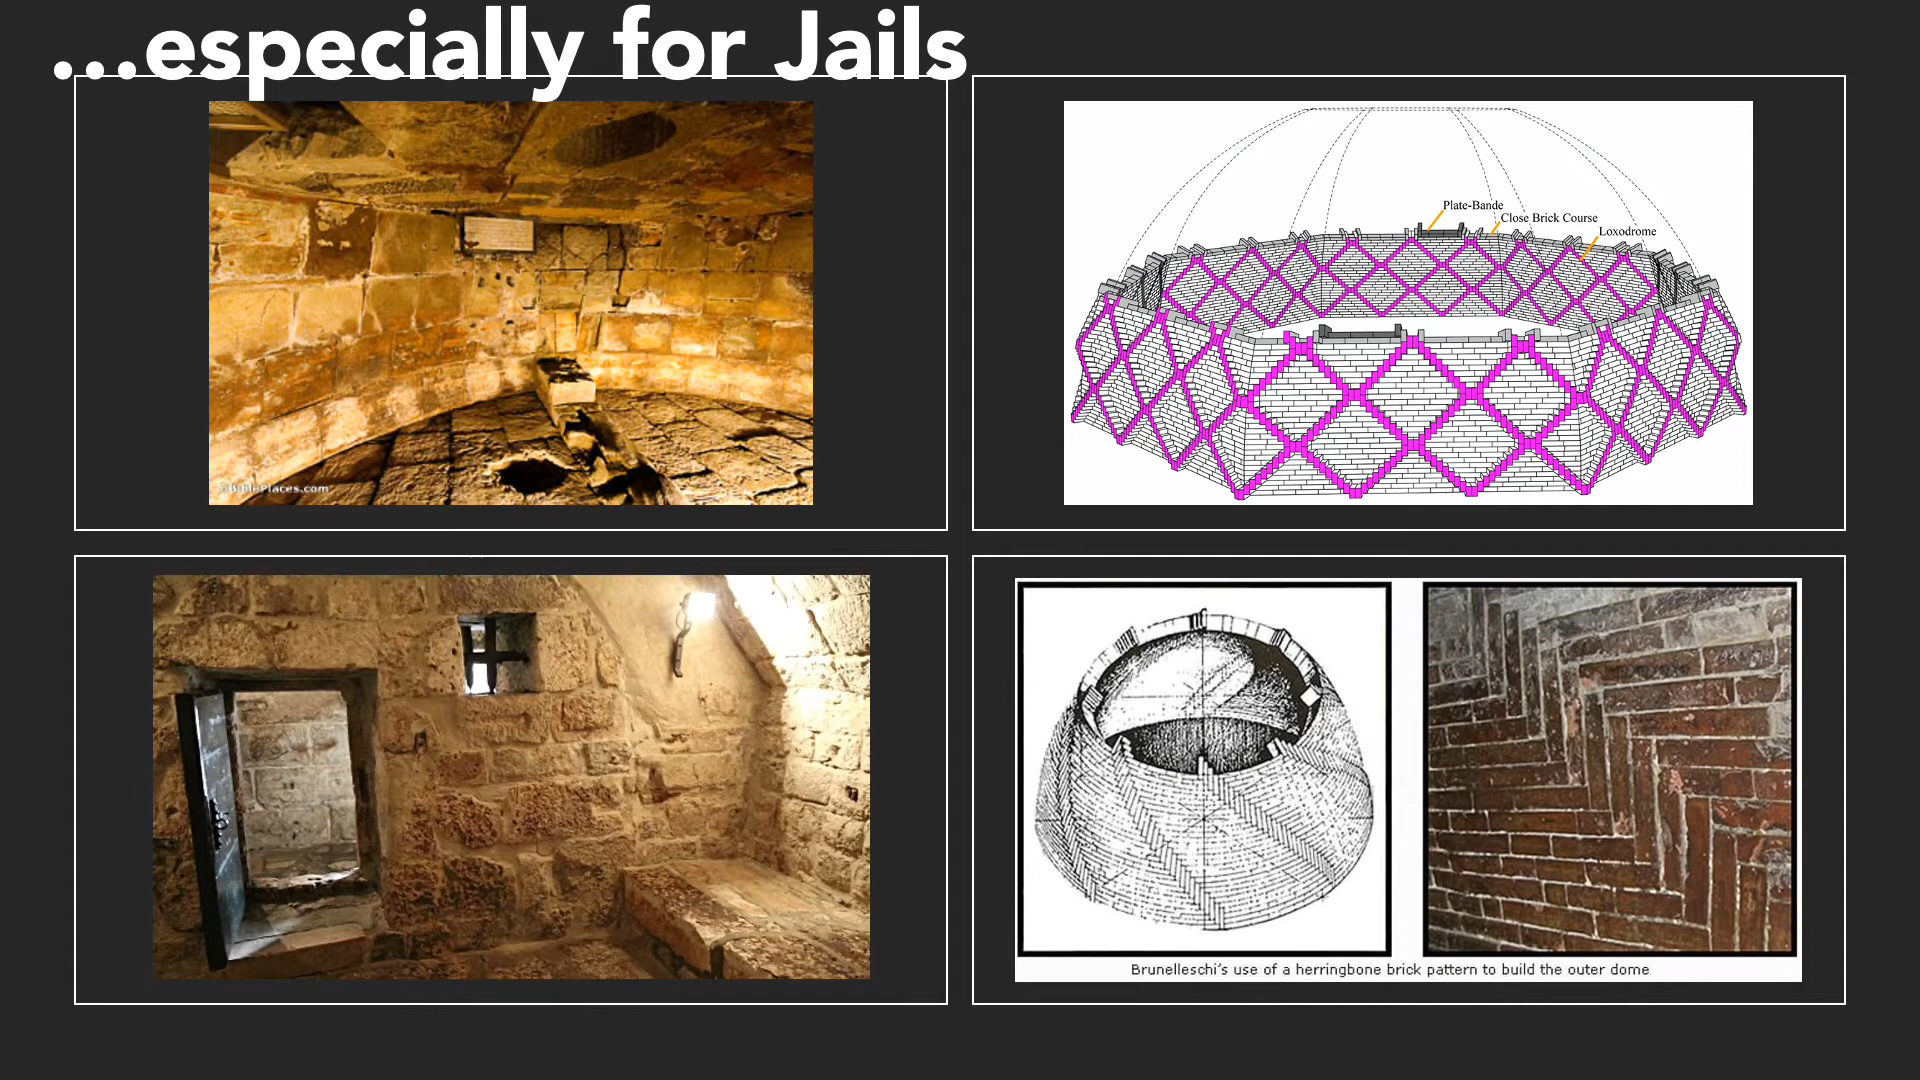 ...especially for Jails
©BiblePlaces.com
Plate-Bande
Close Brick Course
Loxodrome
Brunelleschi's use of a herringbone brick pattern to build the outer dome